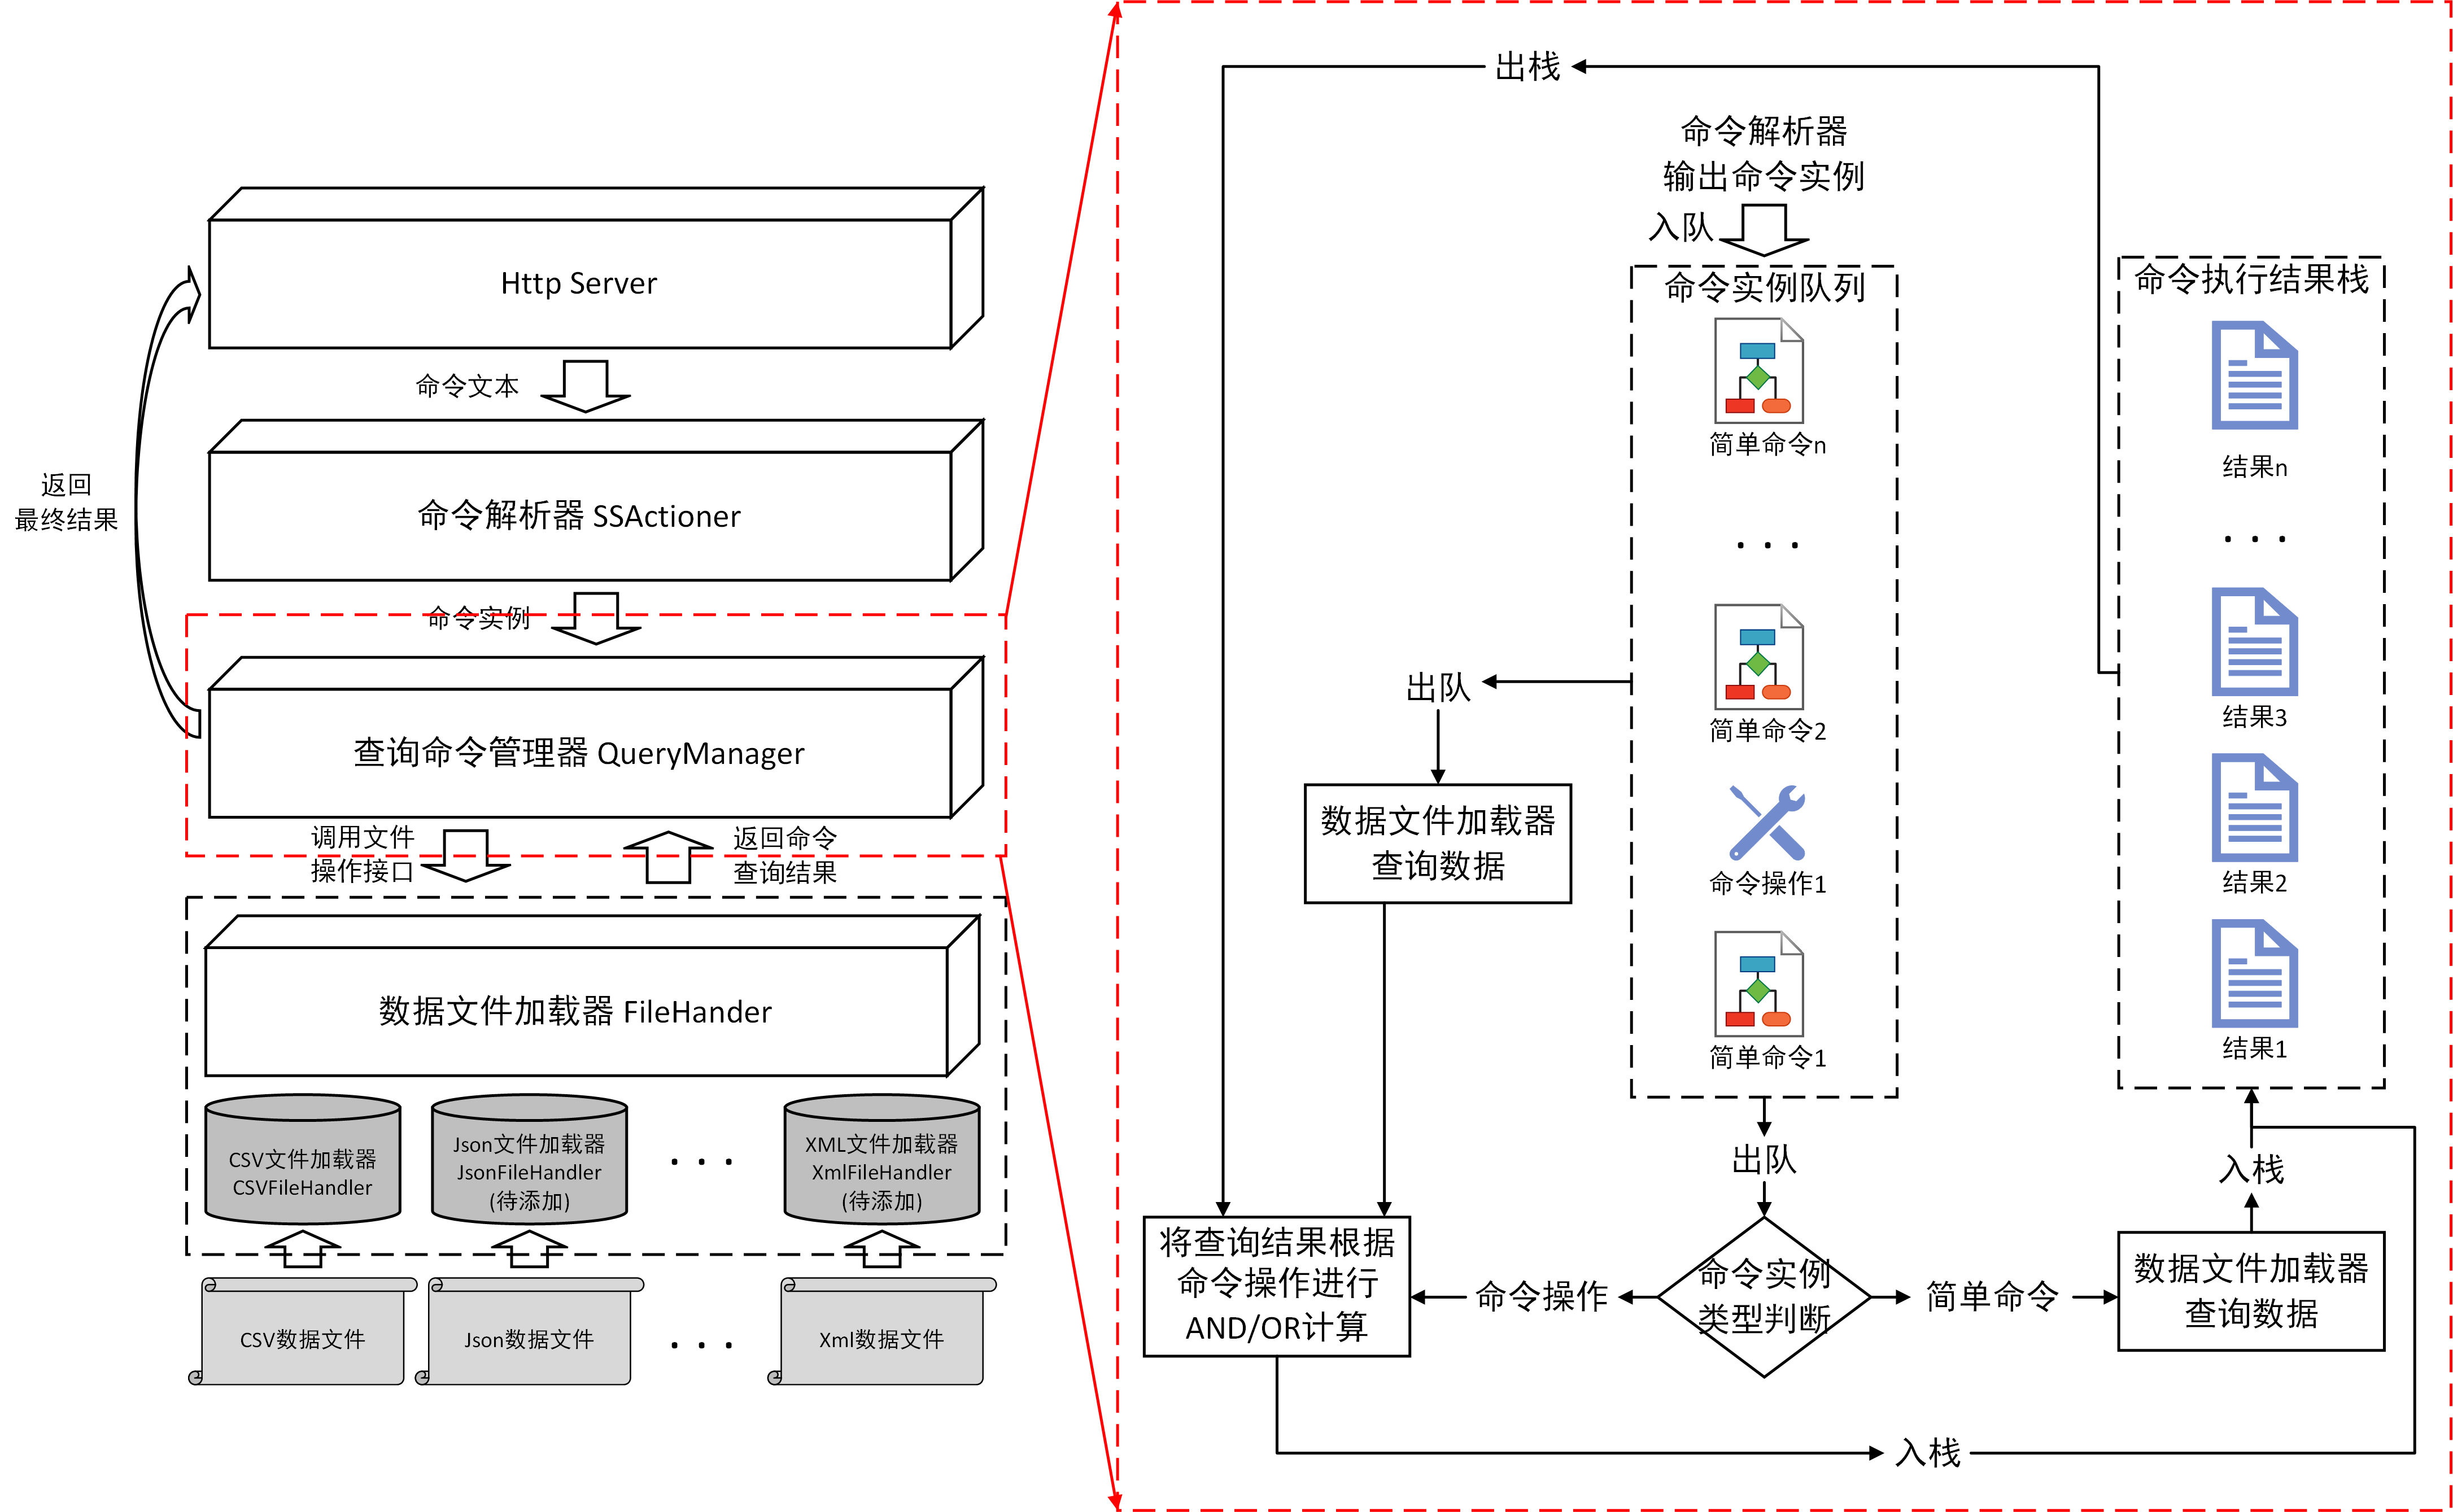 Http Server
命令文本
命令解析器 SSActioner
返回
最终结果
命令实例
查询命令管理器 QueryManager
调用文件
操作接口
返回命令
查询结果
数据文件加载器 FileHander
CSV文件加载器
CSVFileHandler
Json文件加载器
JsonFileHandler
(待添加)
· · ·
XML文件加载器
XmlFileHandler
(待添加)
CSV数据文件
Json数据文件
· · ·
Xml数据文件
出栈
命令解析器
输出命令实例
入队
命令实例队列
简单命令n
· · ·
简单命令2
命令操作1
简单命令1
命令执行结果栈
结果n
· · ·
结果3
结果2
结果1
出队
数据文件加载器
查询数据
出队
入栈
将查询结果根据
命令操作进行
AND/OR计算
命令操作
命令实例
类型判断
简单命令
数据文件加载器
查询数据
入栈